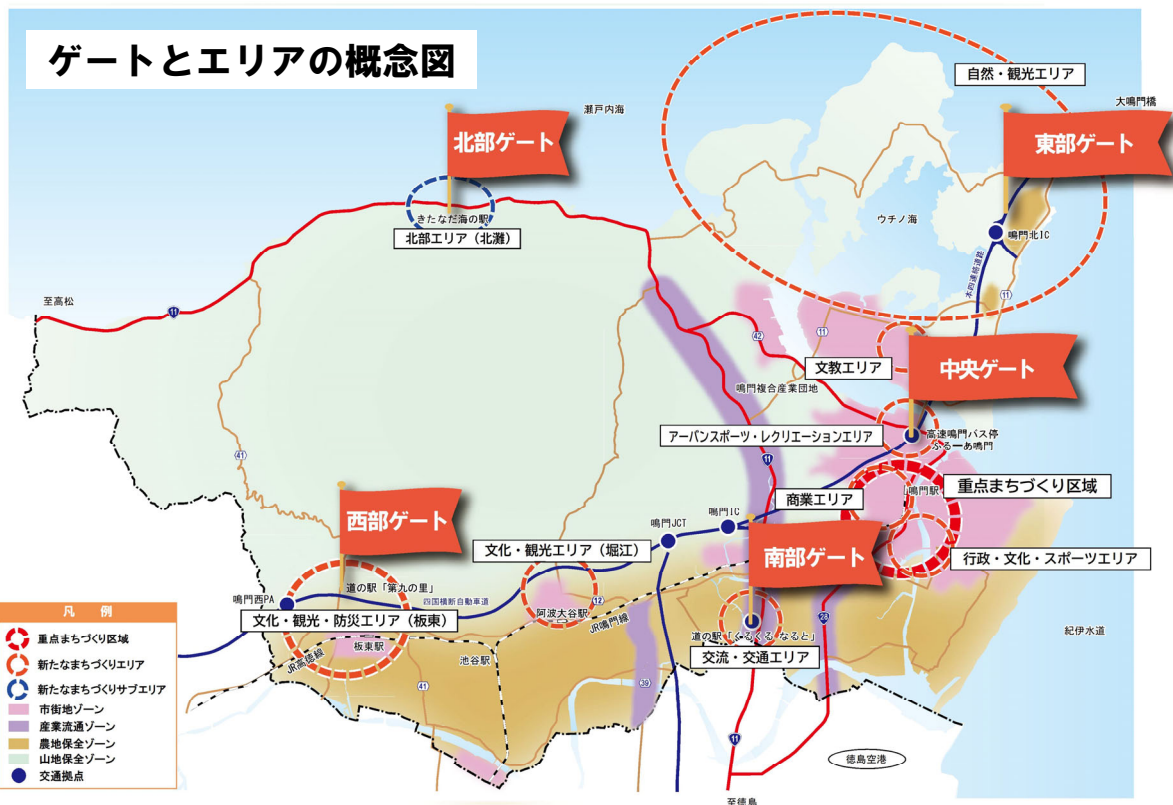 ゲートとエリアの概念図
自然・観光エリア
瀬戸内海
大鳴門橋
北部ゲート
東部ゲート
きたなだ海の駅
北部エリア（北灘）
ウチノ海
鳴門北IC
本四連絡道路
11
至高松
11
42
11
文教エリア
中央ゲート
鳴門複合産業団地
アーバンスポーツ・レクリエーションエリア
高速鳴門バス停
ぷるーあ鳴門
41
11
商業エリア
鳴門駅
重点まちづくり区域
西部ゲート
鳴門IC
鳴門JCT
文化・観光エリア（堀江）
南部ゲート
行政・文化・スポーツエリア
道の駅「第九の里」
鳴門西PA
四国横断自動車道
12
文化・観光・防災エリア（板東）
阿波大谷駅
JR鳴門線
28
道の駅「くるくる なると」
紀伊水道
板東駅
JR高徳線
池谷駅
交流・交通エリア
41
39
11
徳島空港
至徳島
凡 例
重点まちづくり区域
新たなまちづくりエリア
新たなまちづくりサブエリア
市街地ゾーン
産業流通ゾーン
農地保全ゾーン
山地保全ゾーン
交通拠点